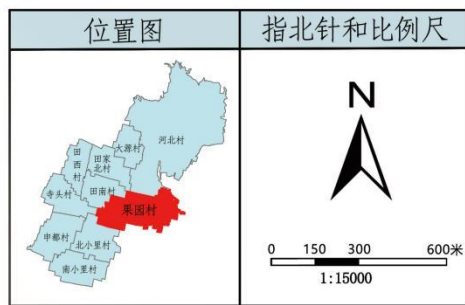 位置图
指北针和比例尺
河北村
大源村
田家北村
田西村
寺头村
田南村
果园村
申都村
北小里村
南小里村
N
0 150 300 600米
1:15000